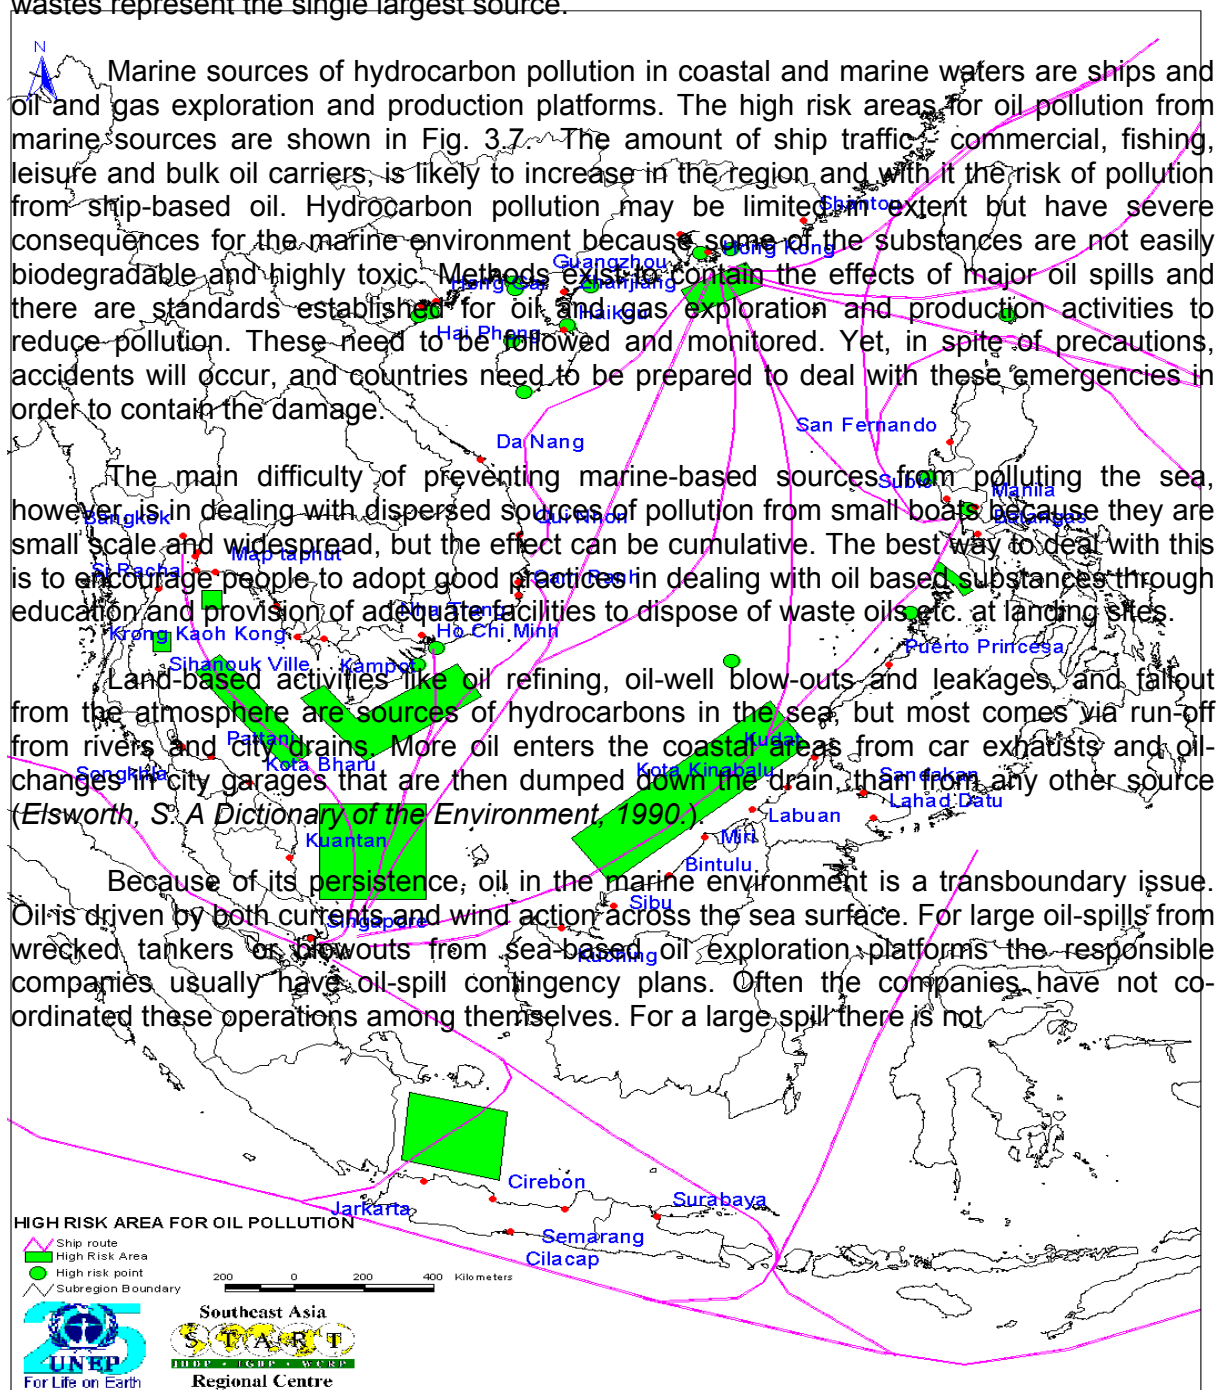 wastes represent the single largest source.
N
Marine sources of hydrocarbon pollution in coastal and marine waters are ships and
oil and gas exploration and production platforms. The high risk areas for oil pollution from
marine sources are shown in Fig. 3.7. The amount of ship traffic - commercial, fishing,
leisure and bulk oil carriers, is likely to increase in the region and with it the risk of pollution
from ship-based oil. Hydrocarbon pollution may be limited in extent but have severe
consequences for the marine environment because some of the substances are not easily
biodegradable and highly toxic. Methods exist to contain the effects of major oil spills and
there are standards established for oil and gas exploration and production activities to
reduce pollution. These need to be followed and monitored. Yet, in spite of precautions,
accidents will occur, and countries need to be prepared to deal with these emergencies in
order to contain the damage.
The main difficulty of preventing marine-based sources from polluting the sea,
however, is in dealing with dispersed sources of pollution from small boats because they are
small scale and widespread, but the effect can be cumulative. The best way to deal with this
is to encourage people to adopt good practices in dealing with oil based substances through
education and provision of adequate facilities to dispose of waste oils etc. at landing sites.
Land-based activities like oil refining, oil-well blow-outs and leakages, and fallout
from the atmosphere are sources of hydrocarbons in the sea, but most comes via run-off
from rivers and city drains. More oil enters the coastal areas from car exhausts and oil-
changes in city garages that are then dumped down the drain, than from any other source
(Elsworth, S. A Dictionary of the Environment, 1990.).
Because of its persistence, oil in the marine environment is a transboundary issue.
Oil is driven by both currents and wind action across the sea surface. For large oil-spills from
wrecked tankers or blowouts from sea-based oil exploration platforms the responsible
companies usually have oil-spill contingency plans. Often the companies have not co-
ordinated these operations among themselves. For a large spill there is not
Shantou
Hong Kong
Guangzhou
Zhanjiang
Hong Gai
Haikou
Hai Phong
San Fernando
Da Nang
Subic
Manila
Batangas
Bangkok
Qui Nhon
Map taphut
Si Racha
Cam Ranh
Nha Trang
Krong Kaoh Kong
Ho Chi Minh
Puerto Princesa
Sihanouk Ville
Kampot
Pattani
Kudat
Songkhla
Kota Bharu
Kota Kinabalu
Sandakan
Lahad Datu
Labuan
Kuantan
Miri
Bintulu
Sibu
Singapore
Kuching
Cirebon
Jarkarta
Surabaya
Semarang
Cilacap
HIGH RISK AREA FOR OIL POLLUTION
Ship route
High Risk Area
High risk point
Subregion Boundary
200 0 200 400 Kilometers
25
UNEP
For Life on Earth
Southeast Asia
START
IHDP • IGBP • WCRP
Regional Centre